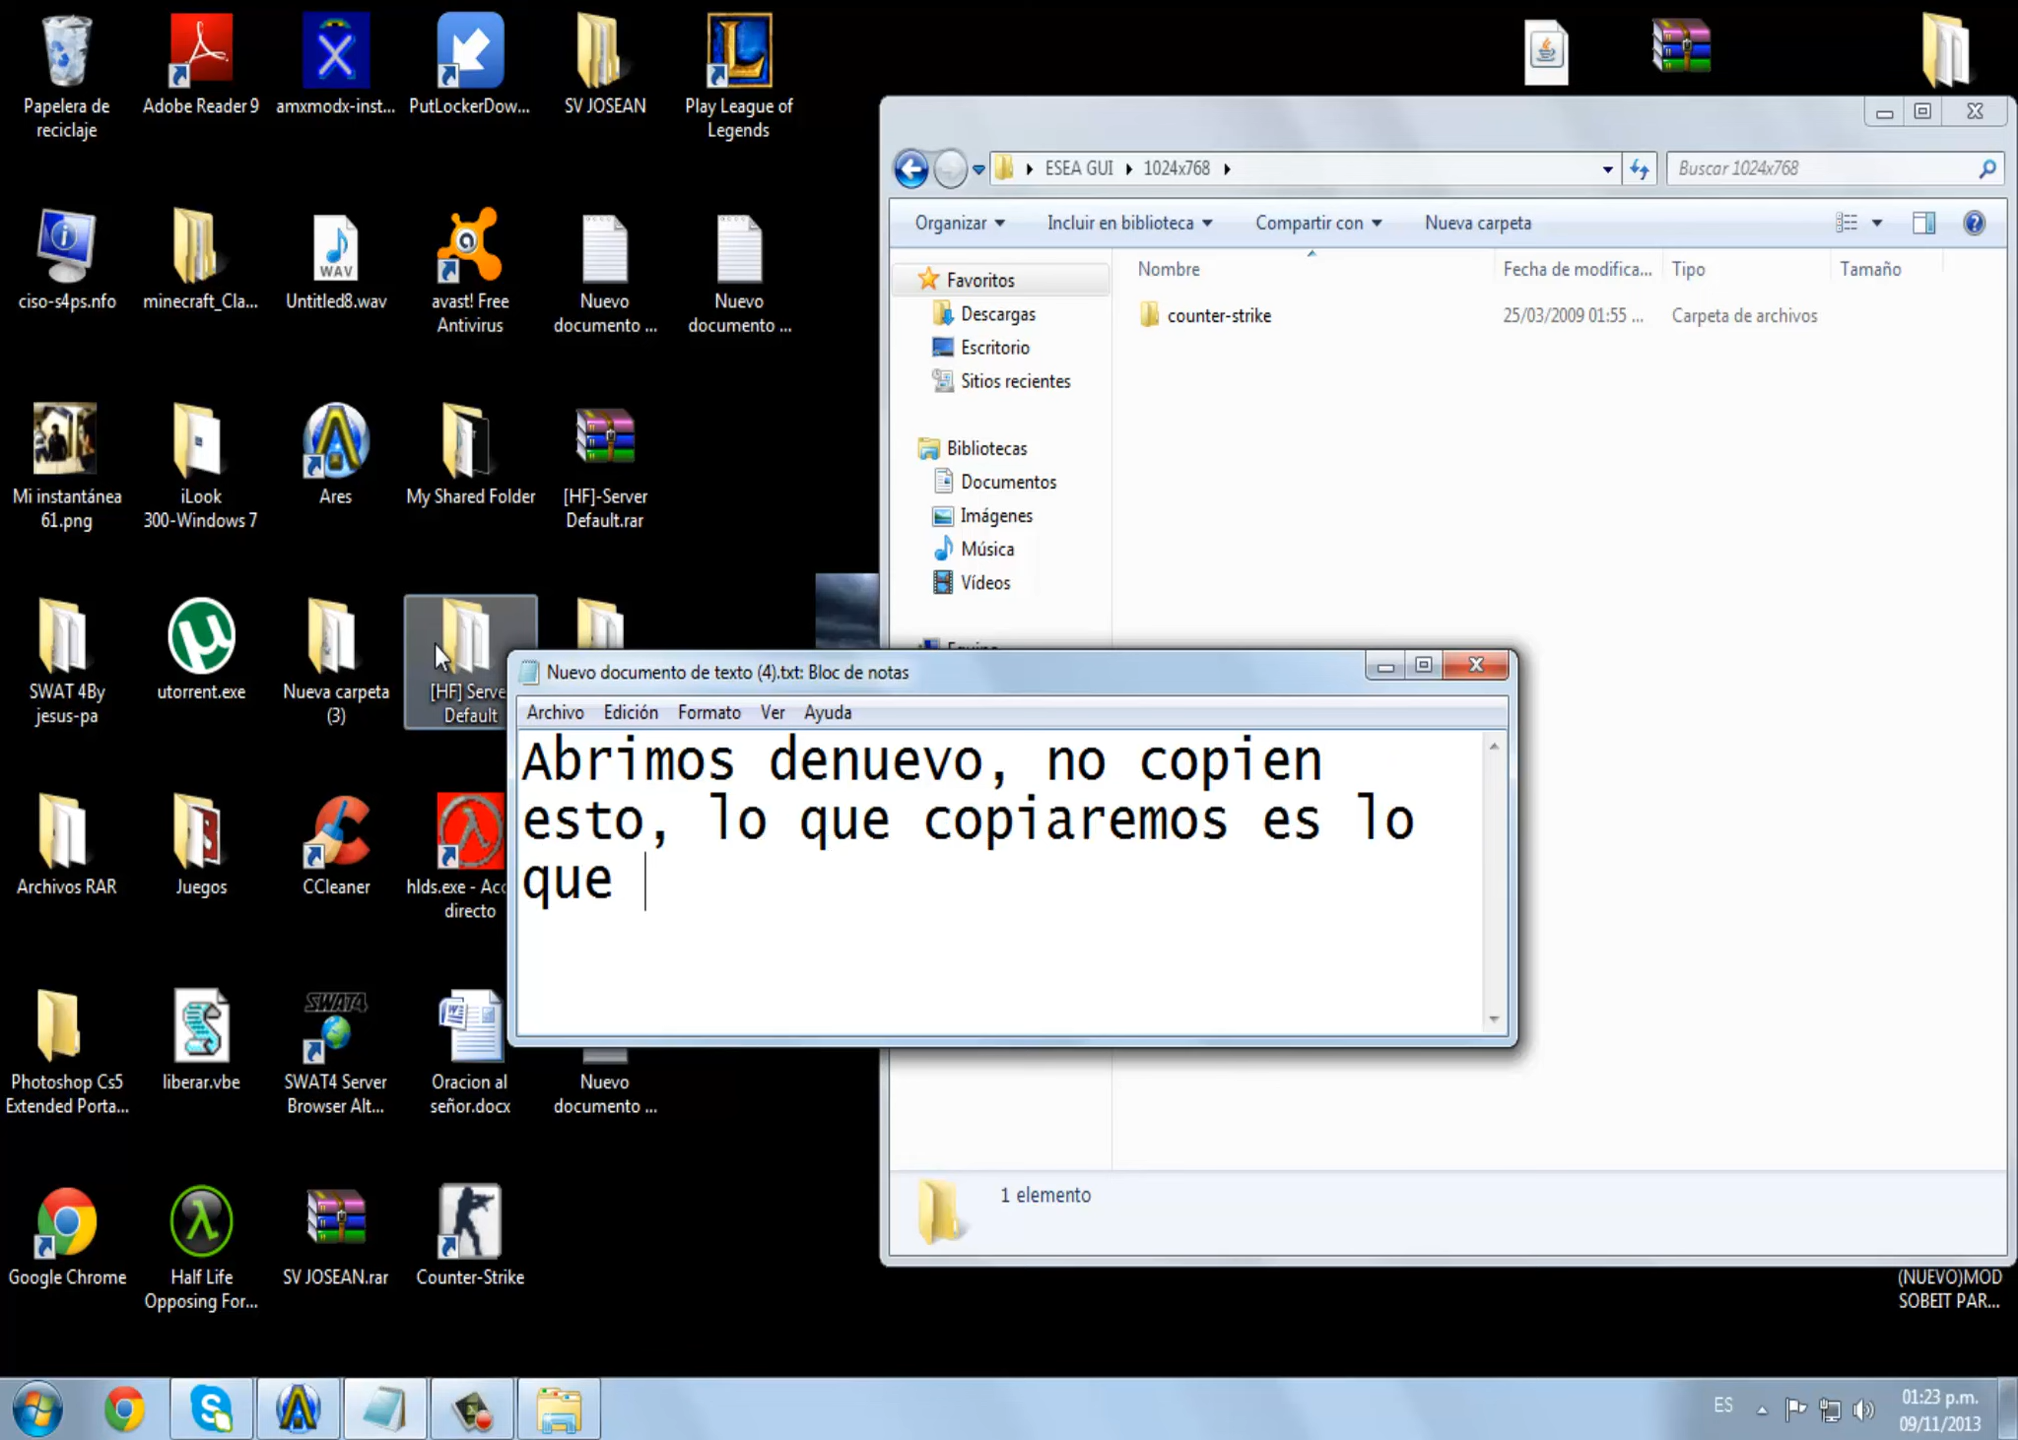 Papelera de
reciclaje
Adobe Reader 9
amxmodx-inst...
PutLockerDow...
SV JOSEAN
Play League of
Legends
ciso-s4ps.nfo
minecraft_Cla...
WAV
Untitled8.wav
avast! Free
Antivirus
Nuevo
documento ...
Nuevo
documento ...
Mi instantánea
61.png
iLook
300-Windows 7
Ares
My Shared Folder
[HF]-Server
Default.rar
SWAT 4By
jesus-pa
utorrent.exe
Nueva carpeta
(3)
[HF] Serve
Default
Archivos RAR
Juegos
CCleaner
hlds.exe - Acc
directo
Photoshop Cs5
Extended Porta...
liberar.vbe
SWAT4
SWAT4 Server
Browser Alt...
Oracion al
señor.docx
Nuevo
documento ...
Google Chrome
Half Life
Opposing For...
SV JOSEAN.rar
Counter-Strike
ESEA GUI
1024x768
Buscar 1024x768
Organizar
Incluir en biblioteca
Compartir con
Nueva carpeta
Nombre
Fecha de modifica...
Tipo
Tamaño
Favoritos
Descargas
Escritorio
Sitios recientes
Bibliotecas
Documentos
Imágenes
Música
Vídeos
counter-strike
25/03/2009 01:55 ...
Carpeta de archivos
1 elemento
Nuevo documento de texto (4).txt: Bloc de notas
Archivo Edición Formato Ver Ayuda
Abrimos denuevo, no copien
esto, lo que copiaremos es lo
que
(NUEVO)MOD
SOBEIT PAR...
ES
01:23 p.m.
09/11/2013